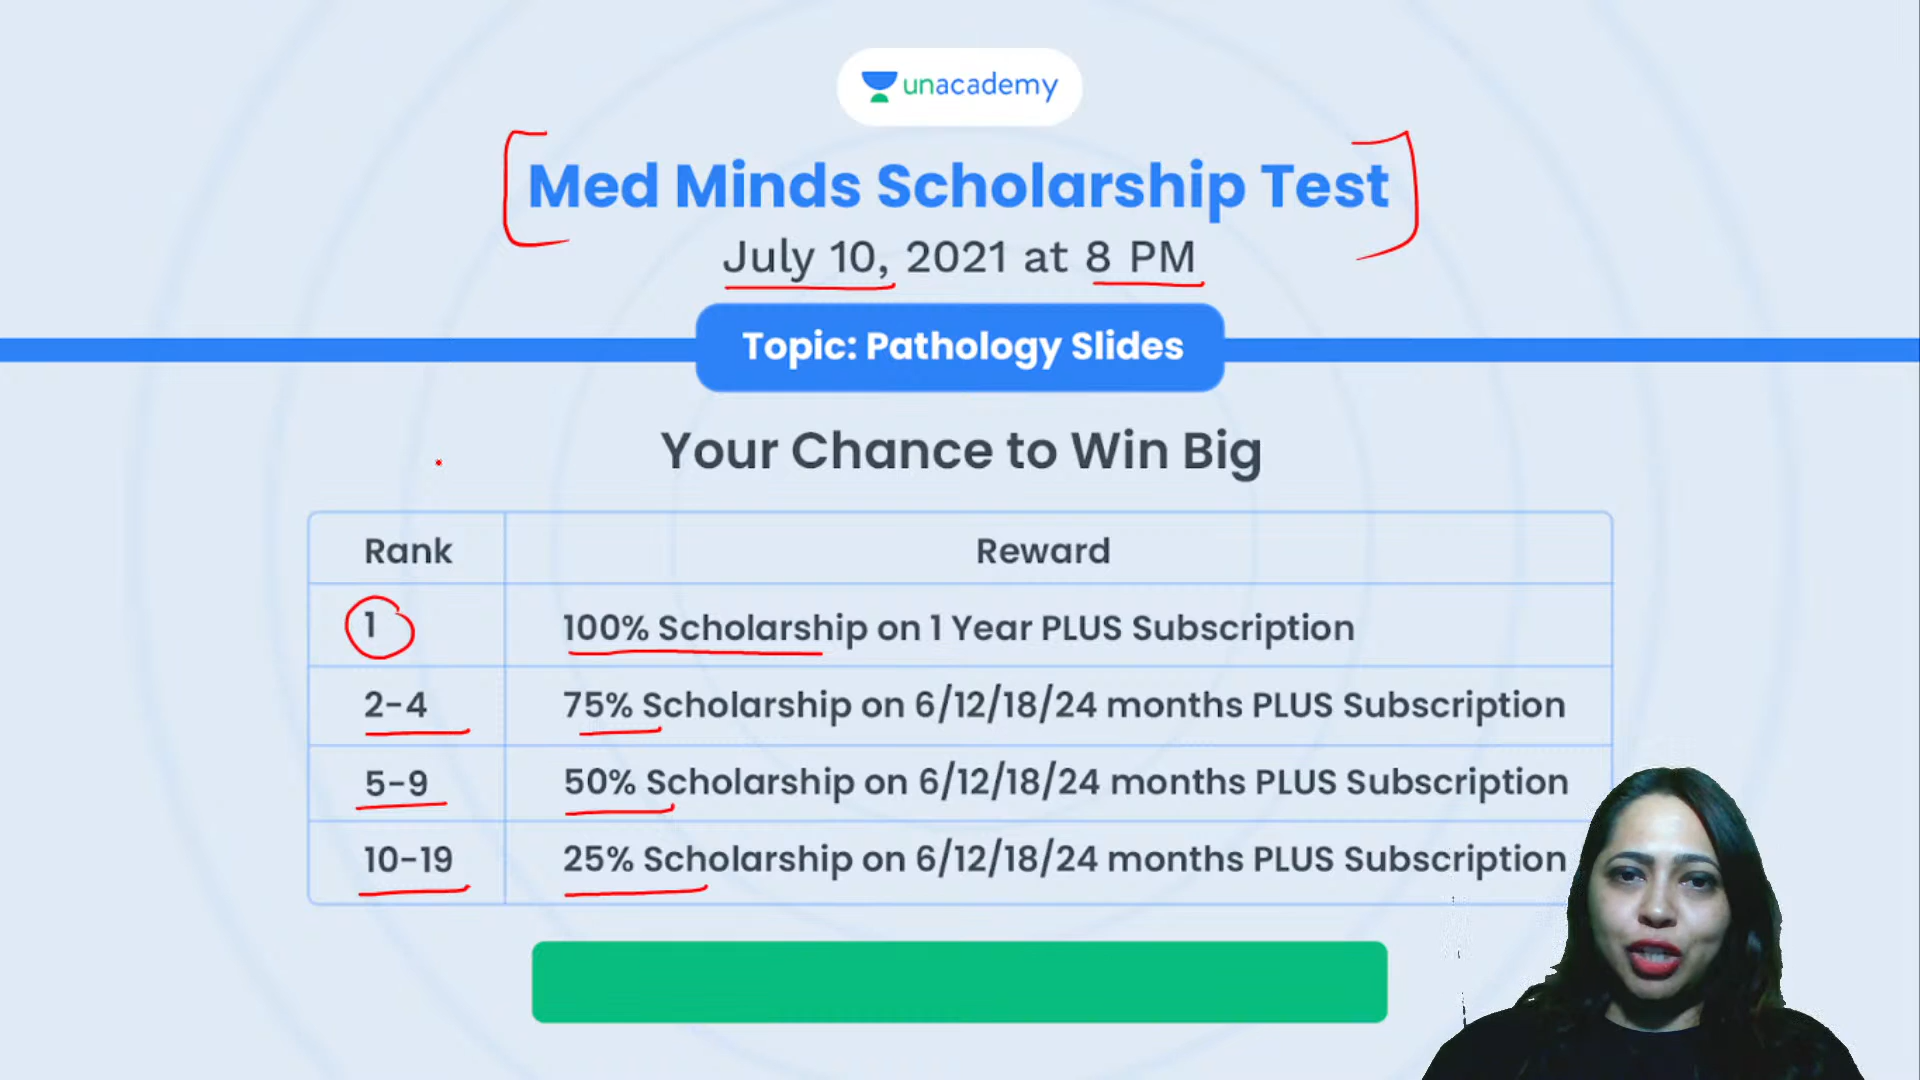 unacademy
Med Minds Scholarship Test
July 10, 2021 at 8 PM
Topic: Pathology Slides
Your Chance to Win Big
Rank Reward
1 100% Scholarship on 1 Year PLUS Subscription
2-4 75% Scholarship on 6/12/18/24 months PLUS Subscription
5-9 50% Scholarship on 6/12/18/24 months PLUS Subscription
10-19 25% Scholarship on 6/12/18/24 months PLUS Subscription